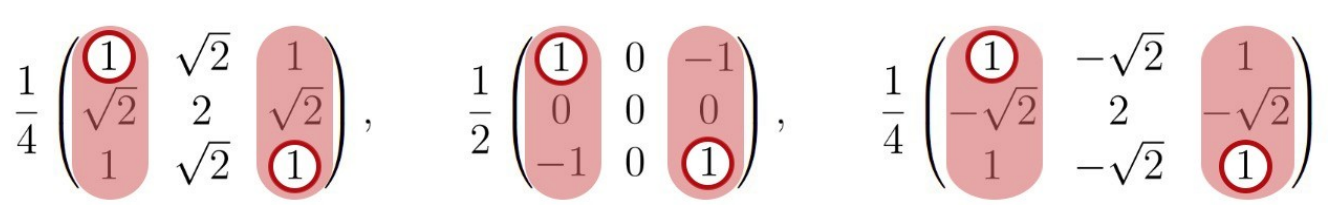 1/4 ( 1 √2 1 ) , 1/2 ( 1 0 −1 ) , 1/4 ( 1 −√2 1 )
( √2 2 √2 ) ( 0 0 0 ) ( −√2 2 −√2 )
( 1 √2 1 ) ( −1 0 1 ) ( 1 −√2 1 )